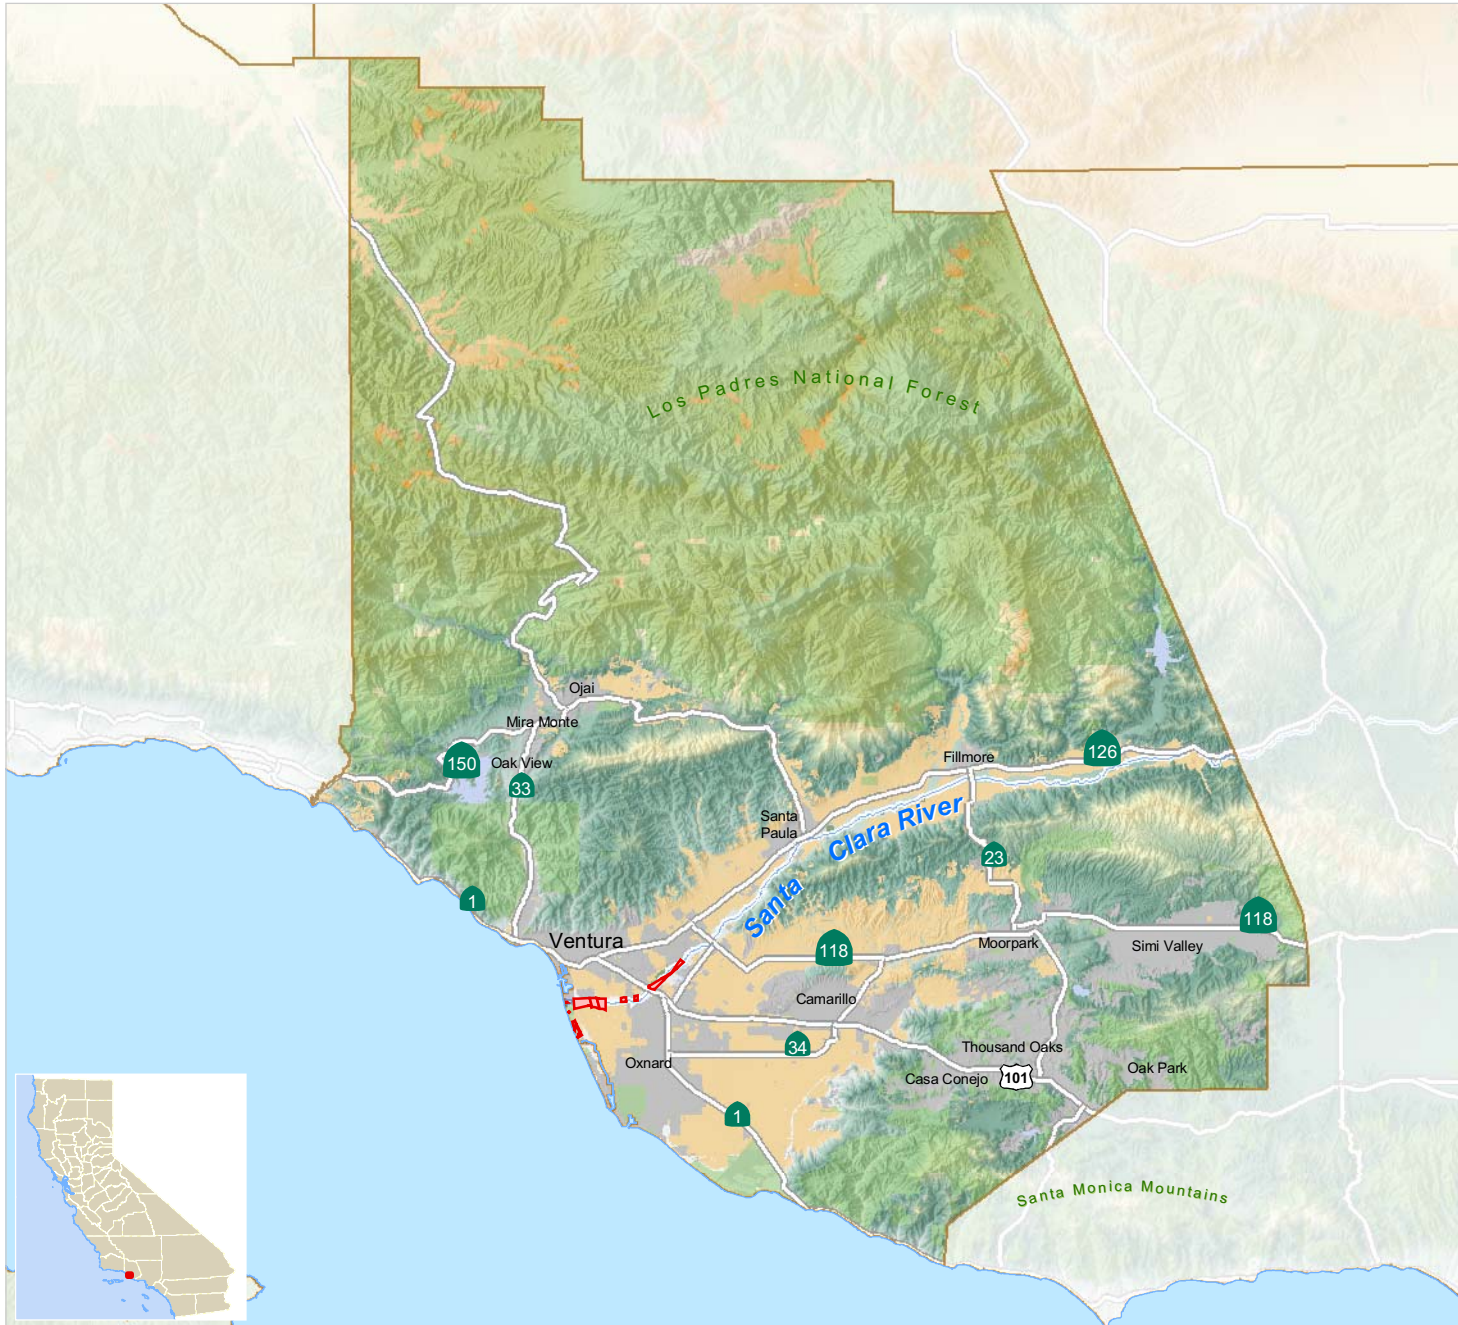 Los Padres National Forest
Ojai
Mira Monte
150
Oak View
33
Fillmore
126
Santa
Paula
Santa Clara River
23
1
Ventura
118
Moorpark
Simi Valley
118
Camarillo
34
Thousand Oaks
Oxnard
Casa Conejo
101
Oak Park
1
Santa Monica Mountains